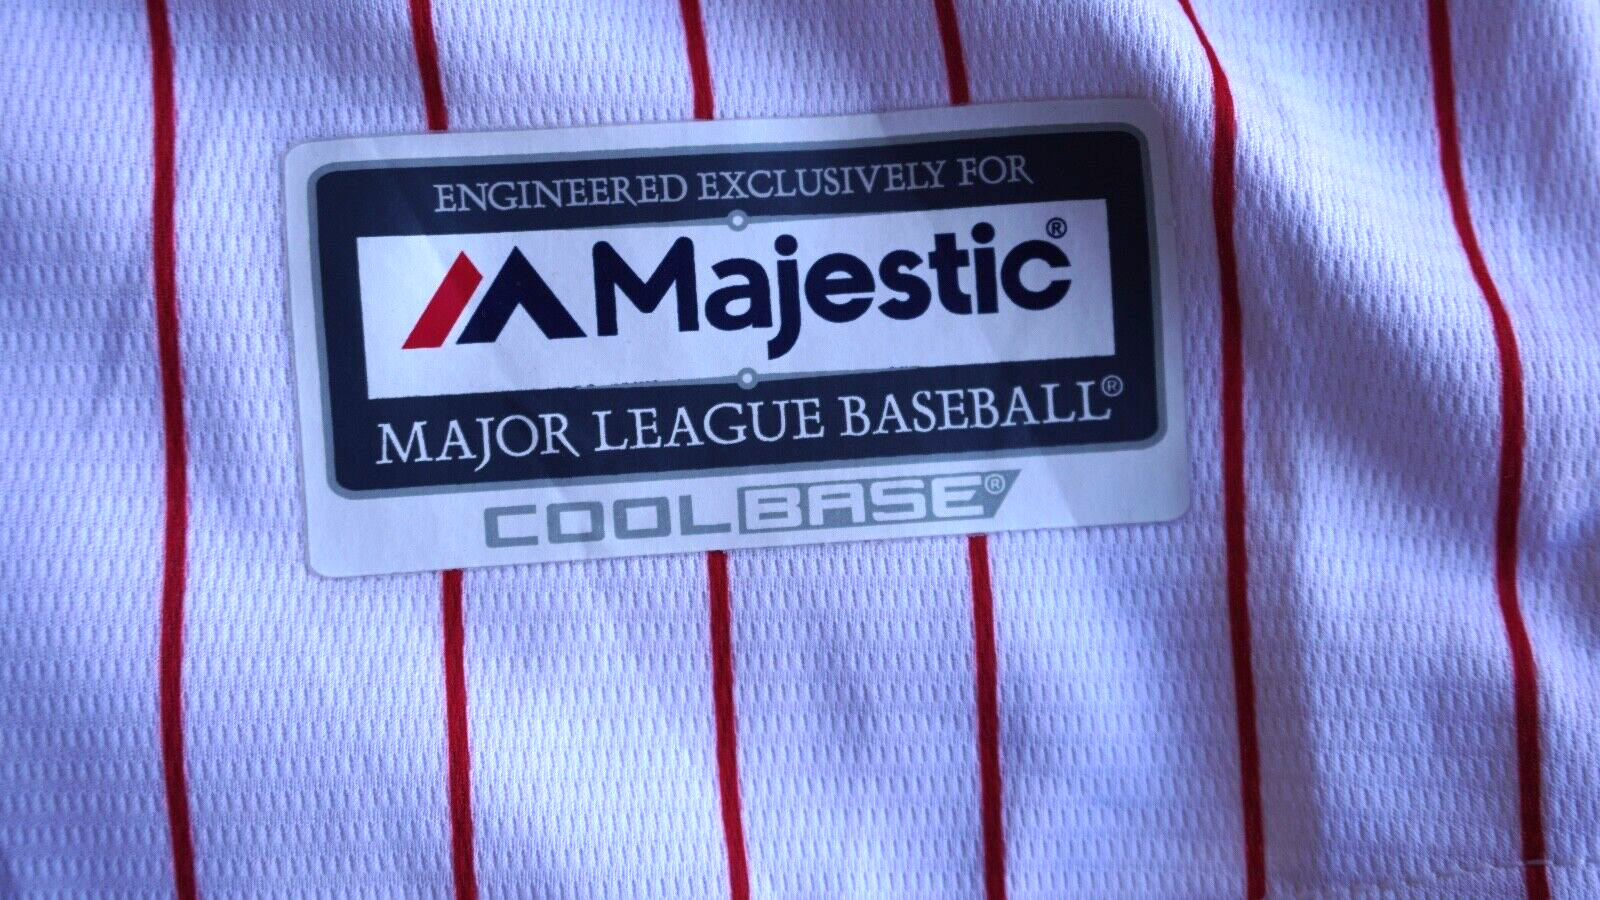 ENGINEERED EXCLUSIVELY FOR
Majestic®
MAJOR LEAGUE BASEBALL®
COOLBASE®